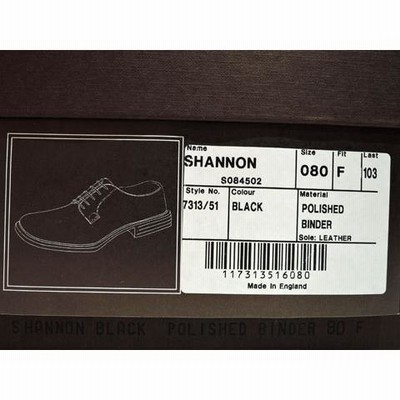 Name Size Fit Last
SHANNON 080 F 103
S084502
Style No. Colour Material
7313/51 BLACK POLISHED
BINDER
Sole: LEATHER
117313516080
Made In England
SHANNON BLACK POLISHED BINDER 80 F